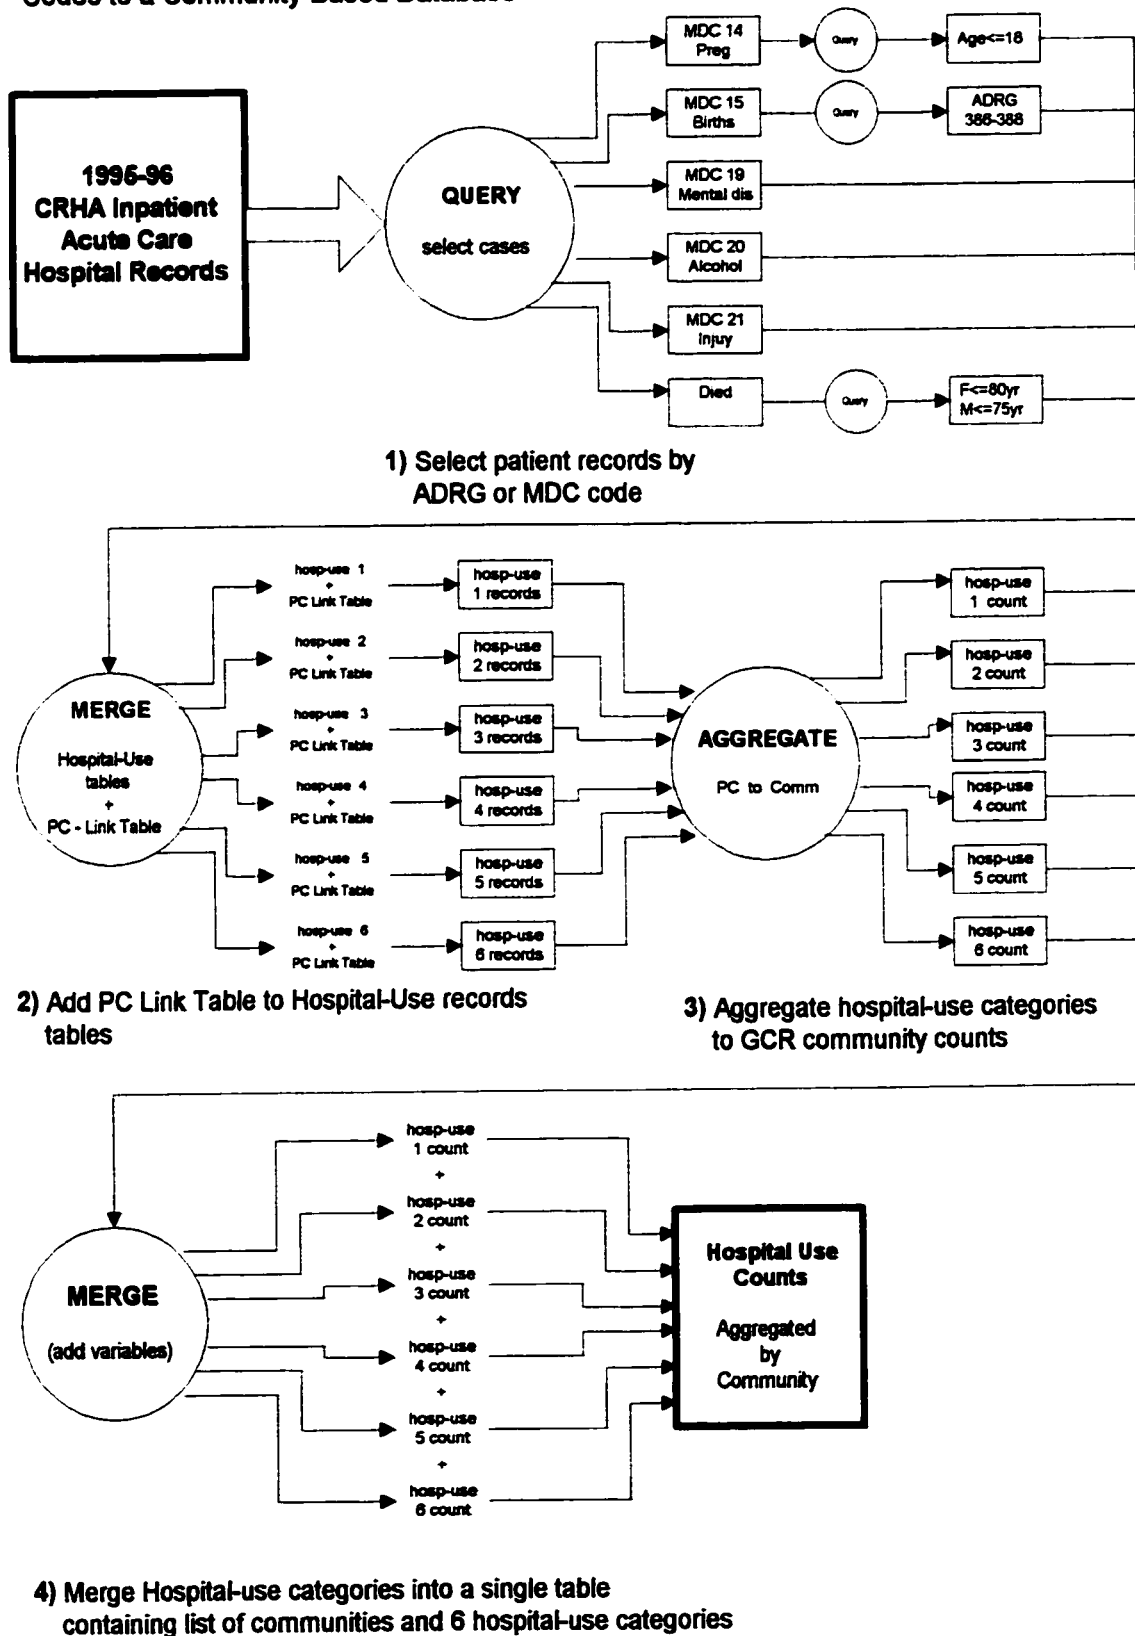 Codes to a Community Based Database
1995-96
CRHA Inpatient
Acute Care
Hospital Records
QUERY
select cases
MDC 14
Preg
Query
Age<=18
MDC 15
Births
Query
ADRG
386-388
MDC 19
Mental dis
MDC 20
Alcohol
MDC 21
Injuy
Died
Query
F<=80yr
M<=75yr
1) Select patient records by
ADRG or MDC code
MERGE
Hospital-Use
tables
+
PC - Link Table
hosp-use 1
+
PC Link Table
hosp-use 2
+
PC Link Table
hosp-use 3
+
PC Link Table
hosp-use 4
+
PC Link Table
hosp-use 5
+
PC Link Table
hosp-use 6
+
PC Link Table
hosp-use
1 records
hosp-use
2 records
hosp-use
3 records
hosp-use
4 records
hosp-use
5 records
hosp-use
6 records
AGGREGATE
PC to Comm
hosp-use
1 count
hosp-use
2 count
hosp-use
3 count
hosp-use
4 count
hosp-use
5 count
hosp-use
6 count
2) Add PC Link Table to Hospital-Use records
tables
3) Aggregate hospital-use categories
to GCR community counts
MERGE
(add variables)
hosp-use
1 count
+
hosp-use
2 count
+
hosp-use
3 count
+
hosp-use
4 count
+
hosp-use
5 count
+
hosp-use
6 count
Hospital Use
Counts
Aggregated
by
Community
4) Merge Hospital-use categories into a single table
containing list of communities and 6 hospital-use categories